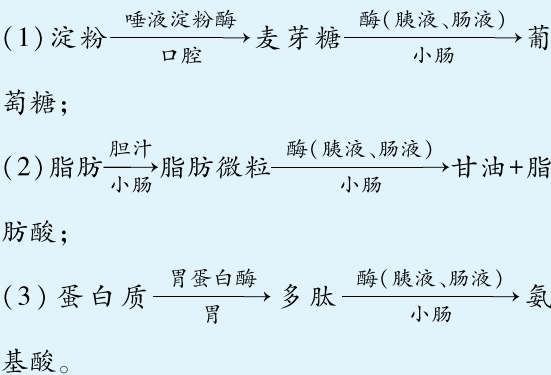 唾液淀粉酶 酶(胰液、肠液)
(1)淀粉 麦芽糖 葡
口腔 小肠
萄糖；
胆汁 酶(胰液、肠液)
(2)脂肪 脂肪微粒 甘油+脂
小肠 小肠
肪酸；
胃蛋白酶 酶(胰液、肠液)
(3)蛋白质 多肽 氨
胃 小肠
基酸。